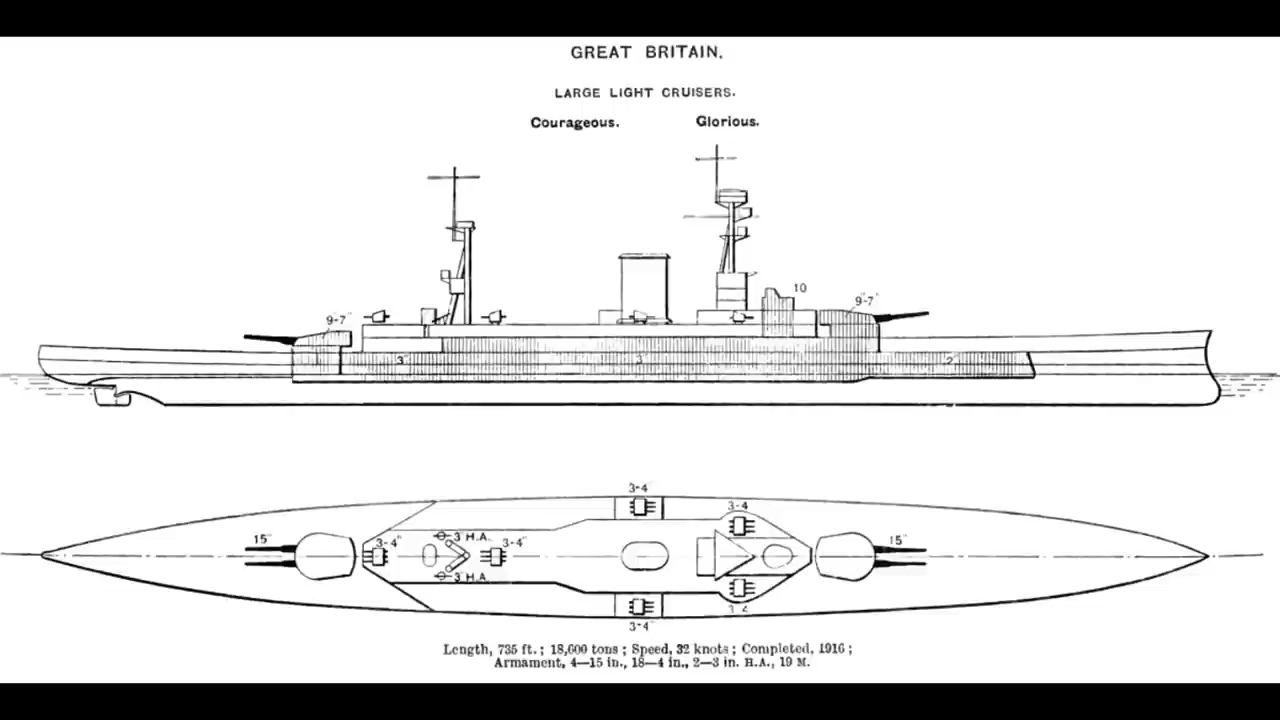 GREAT BRITAIN.
LARGE LIGHT CRUISERS.
Courageous. Glorious.
10
9-7" 9-7"
3" 3 2
3-4"
3-4
15" 3" H.A. 15"
3-4" 3-4"
3" H.A.
3-4
3-4"
Length, 735 ft.; 18,600 tons; Speed, 32 knots; Completed, 1916;
Armament, 4—15 in., 18—4 in., 2—3 in. H.A., 19 M.